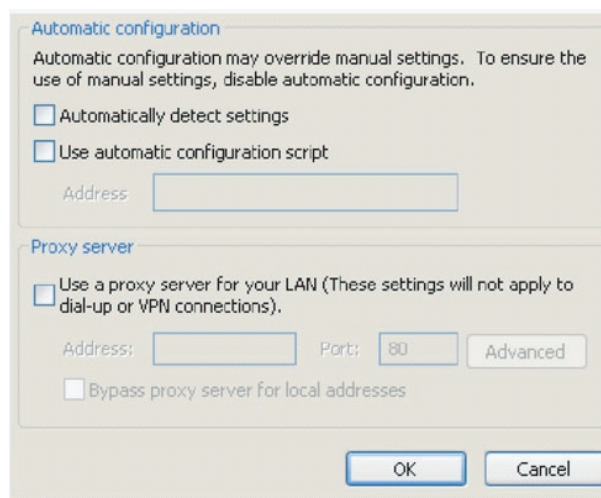 Automatic configuration
Automatic configuration may override manual settings. To ensure the
use of manual settings, disable automatic configuration.
Automatically detect settings
Use automatic configuration script
Address
Proxy server
Use a proxy server for your LAN (These settings will not apply to
dial-up or VPN connections).
Address: Port: 80 Advanced
Bypass proxy server for local addresses
OK Cancel